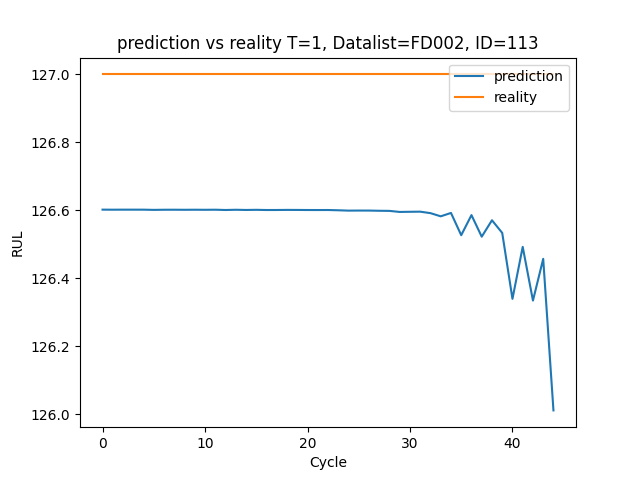 prediction vs reality T=1, Datalist=FD002, ID=113
127.0
126.8
126.6
126.4
126.2
126.0
RUL
prediction
reality
0
10
20
30
40
Cycle